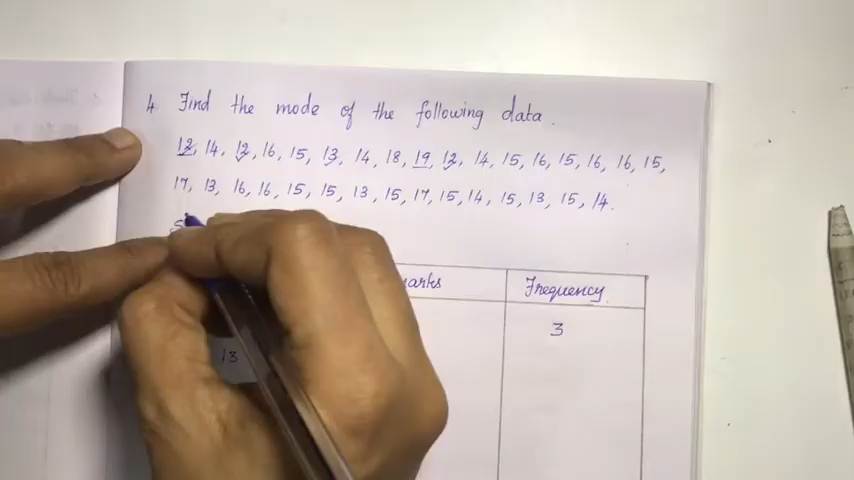 4 Find the mode of the following data.
12, 14, 12, 16, 15, 13, 14, 18, 19, 12, 14, 15, 16, 15, 16, 16, 15,
17, 13, 16, 16, 15, 15, 13, 15, 17, 15, 14, 15, 13, 15, 14.
Frequency
3
13